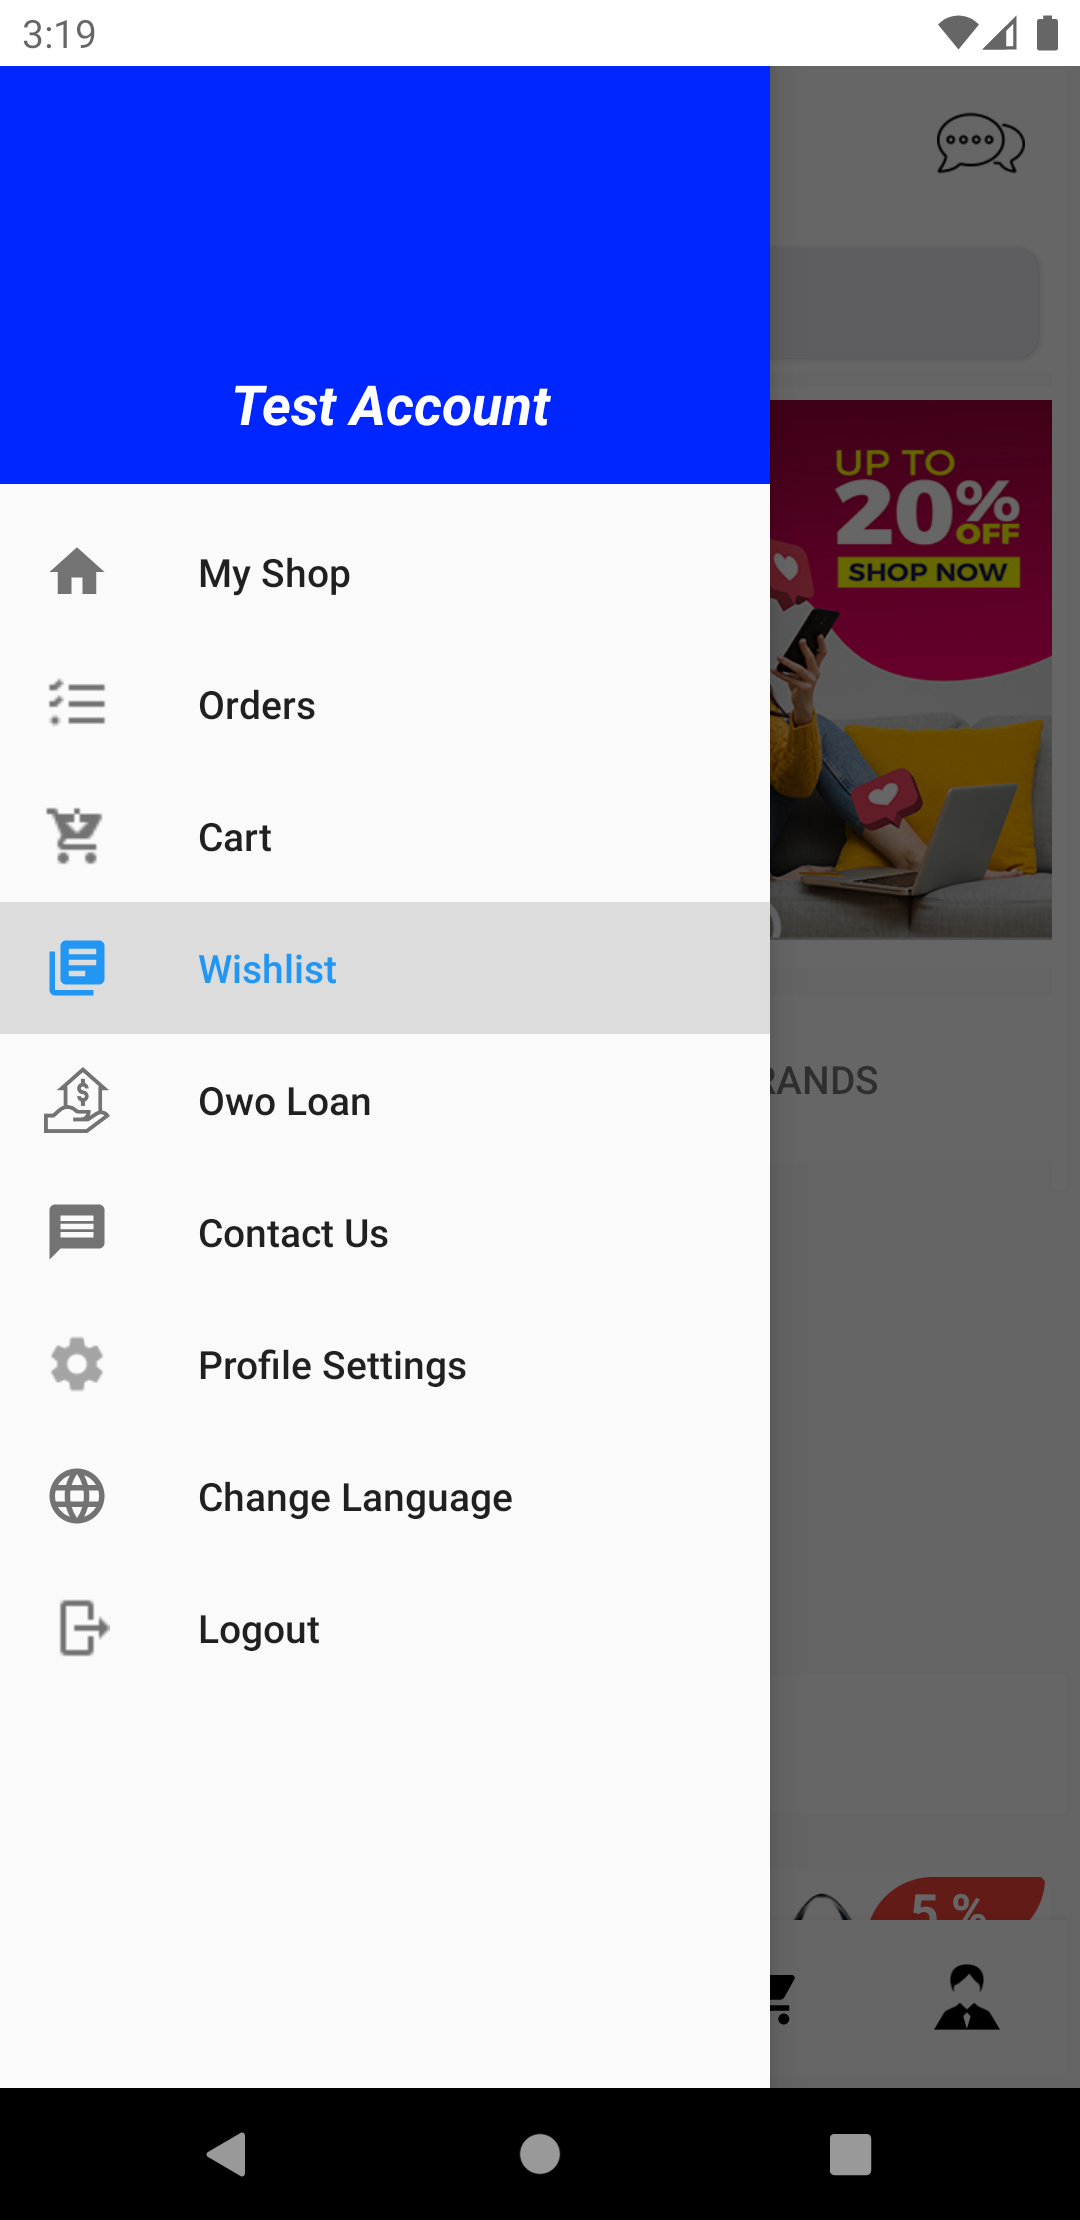 3:19
Test Account
UP TO
20%
OFF
SHOP NOW
My Shop
Orders
Cart
Wishlist
RANDS
Owo Loan
Contact Us
Profile Settings
Change Language
Logout
5 %